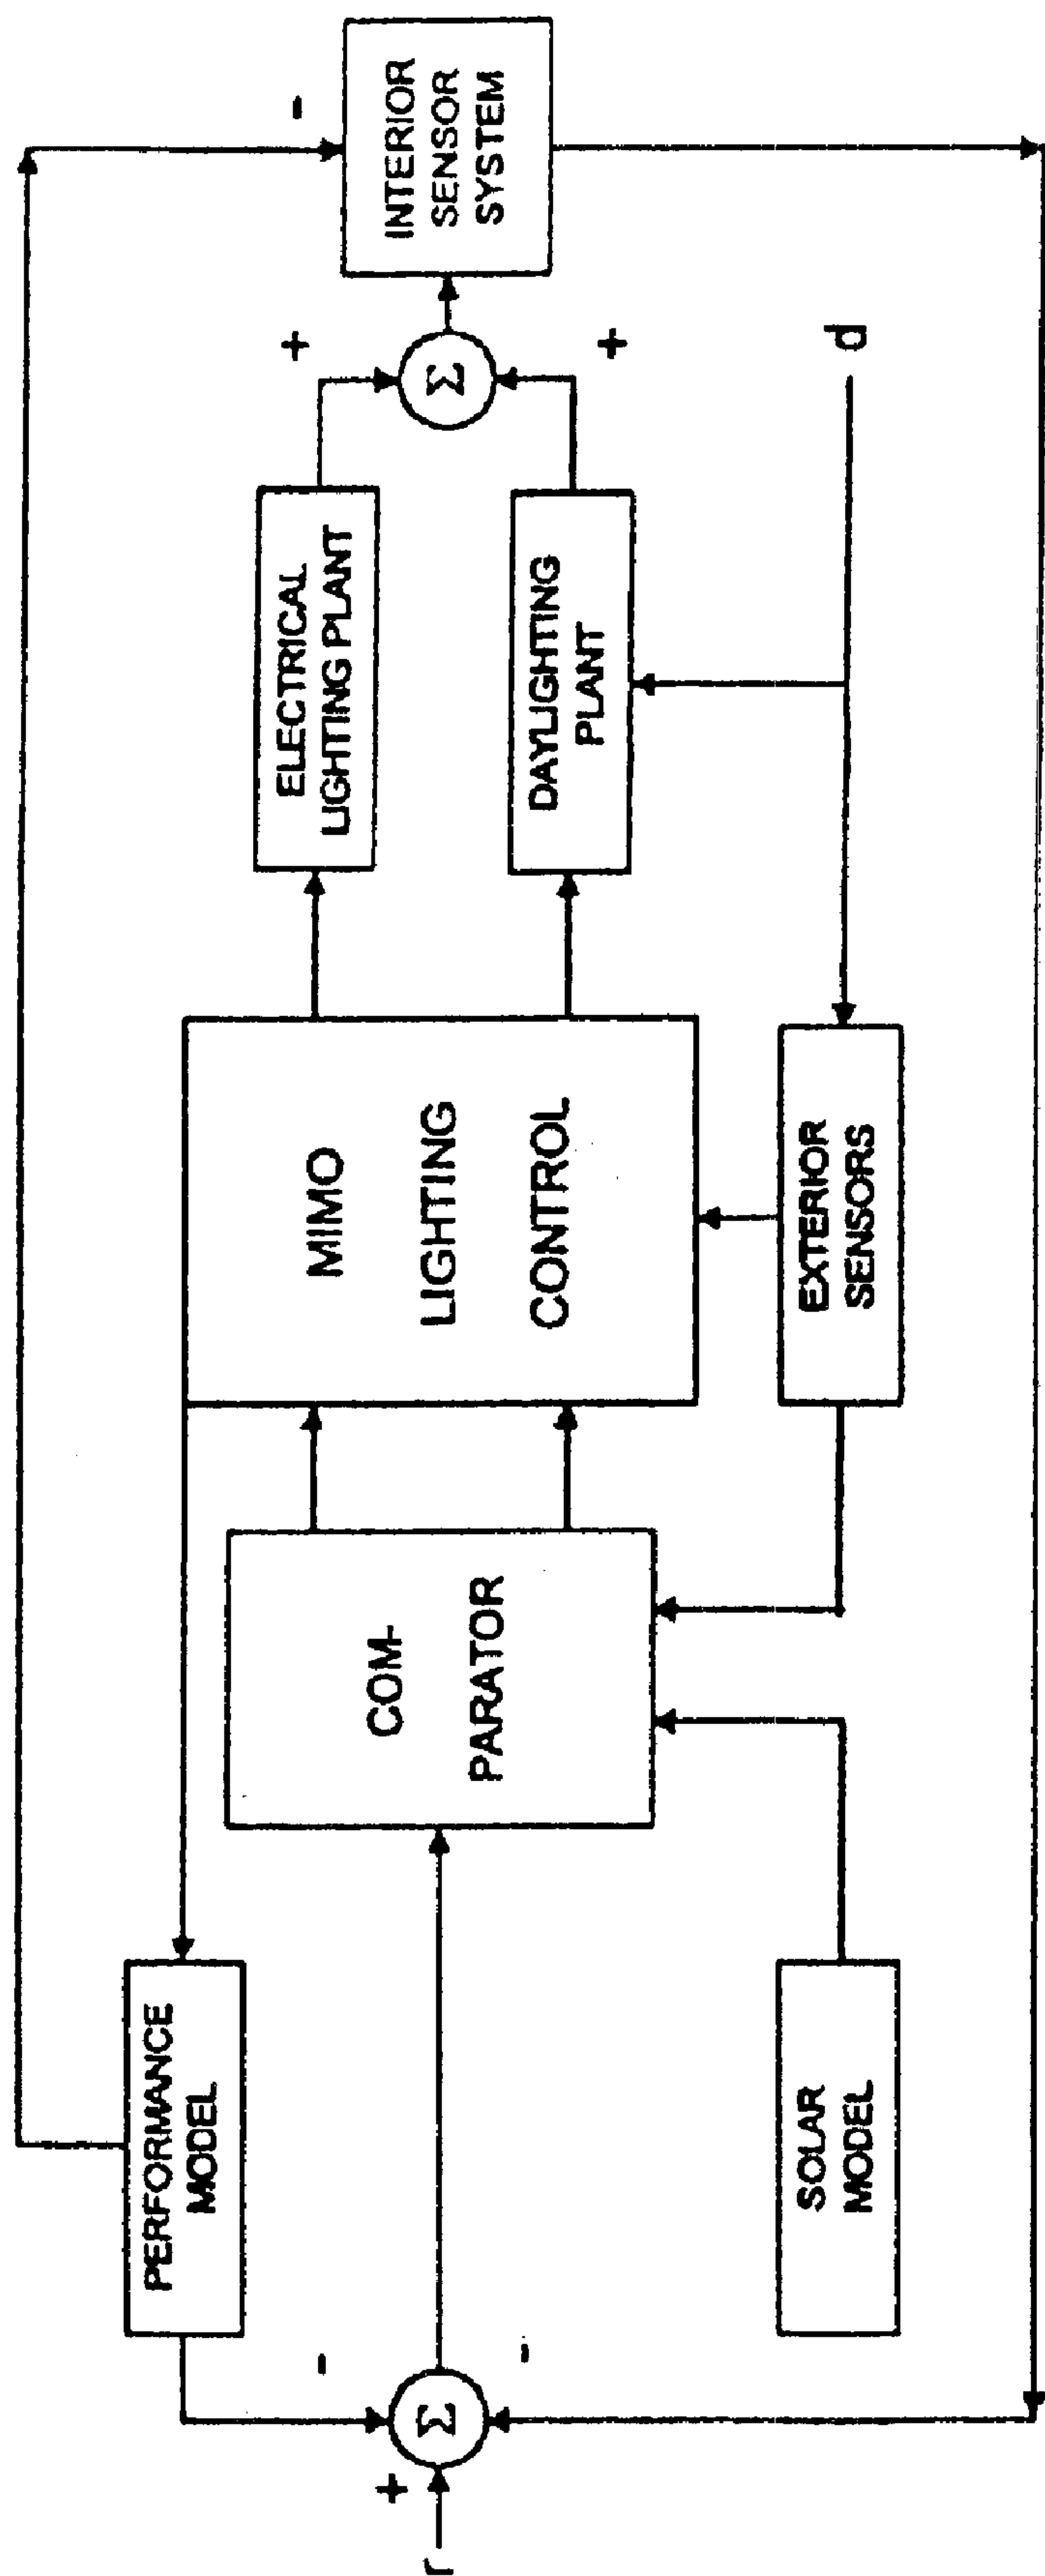 PERFORMANCE
MODEL
-
+
r
Σ
-
COM-
PARATOR
SOLAR
MODEL
MIMO
LIGHTING
CONTROL
EXTERIOR
SENSORS
ELECTRICAL
LIGHTING PLANT
DAYLIGHTING
PLANT
+
Σ
+
d
-
INTERIOR
SENSOR
SYSTEM